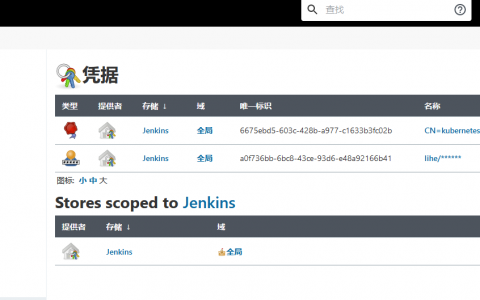 查找
凭据
类型 提供者 存储 ↓ 域 唯一标识 名称
Jenkins 全局 6675ebd5-603c-428b-a977-c1633b3fc02b CN=kubernetes
Jenkins 全局 a0f736bb-6bc8-43ce-93d6-e48a92166b41 lihe/******
图标: 小 中 大
Stores scoped to Jenkins
提供者 存储 ↓ 域
Jenkins 全局